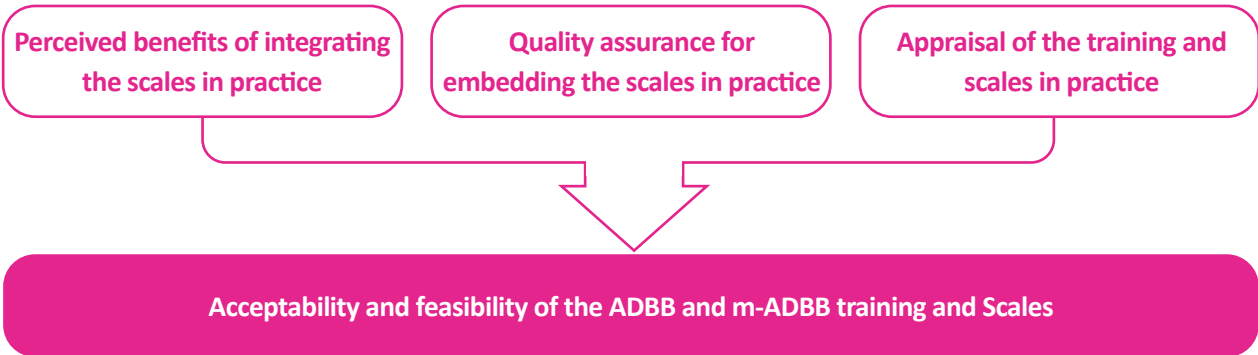 Perceived benefits of integrating
the scales in practice
Quality assurance for
embedding the scales in practice
Appraisal of the training and
scales in practice
Acceptability and feasibility of the ADBB and m-ADBB training and Scales